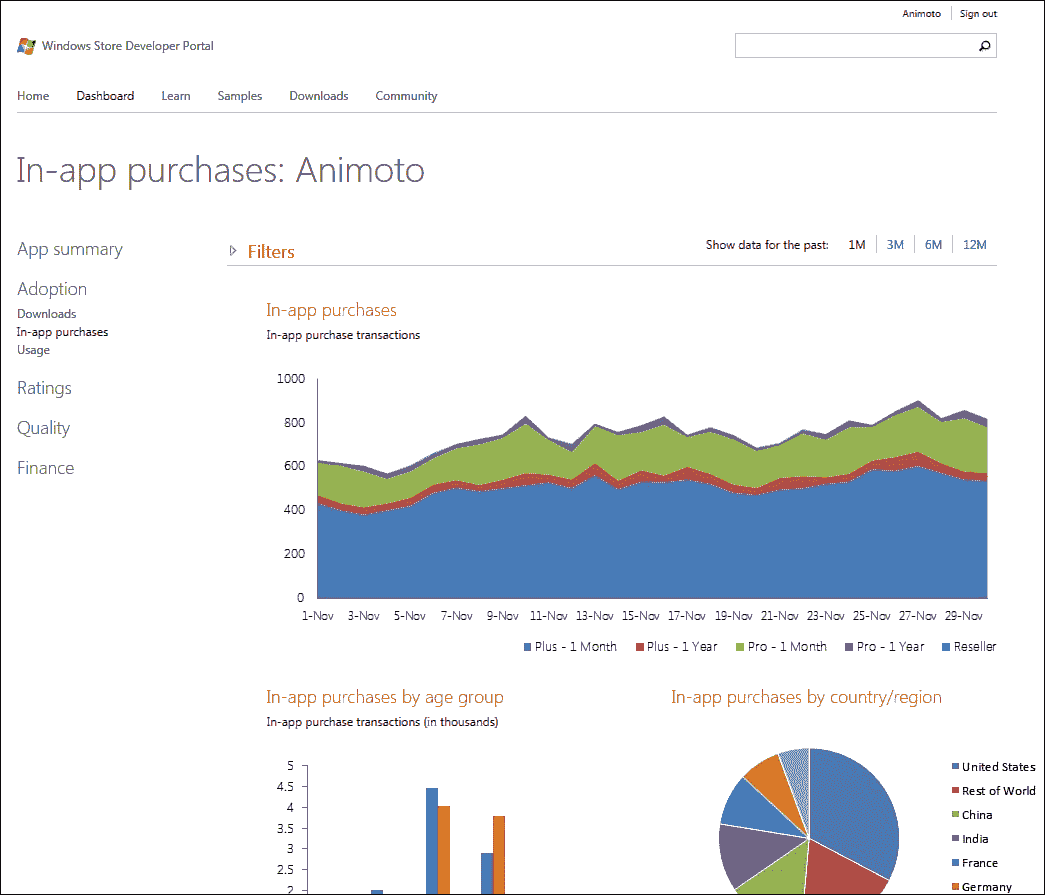 Animoto Sign out
Windows Store Developer Portal
Home Dashboard Learn Samples Downloads Community
In-app purchases: Animoto
App summary
Adoption
Downloads
In-app purchases
Usage
Ratings
Quality
Finance
Filters
Show data for the past: 1M 3M 6M 12M
In-app purchases
In-app purchase transactions
1000
800
600
400
200
0
1-Nov 3-Nov 5-Nov 7-Nov 9-Nov 11-Nov 13-Nov 15-Nov 17-Nov 19-Nov 21-Nov 23-Nov 25-Nov 27-Nov 29-Nov
Plus - 1 Month Plus - 1 Year Pro - 1 Month Pro - 1 Year Reseller
In-app purchases by age group
In-app purchase transactions (in thousands)
5
4.5
4
3.5
3
2.5
2
In-app purchases by country/region
United States
Rest of World
China
India
France
Germany